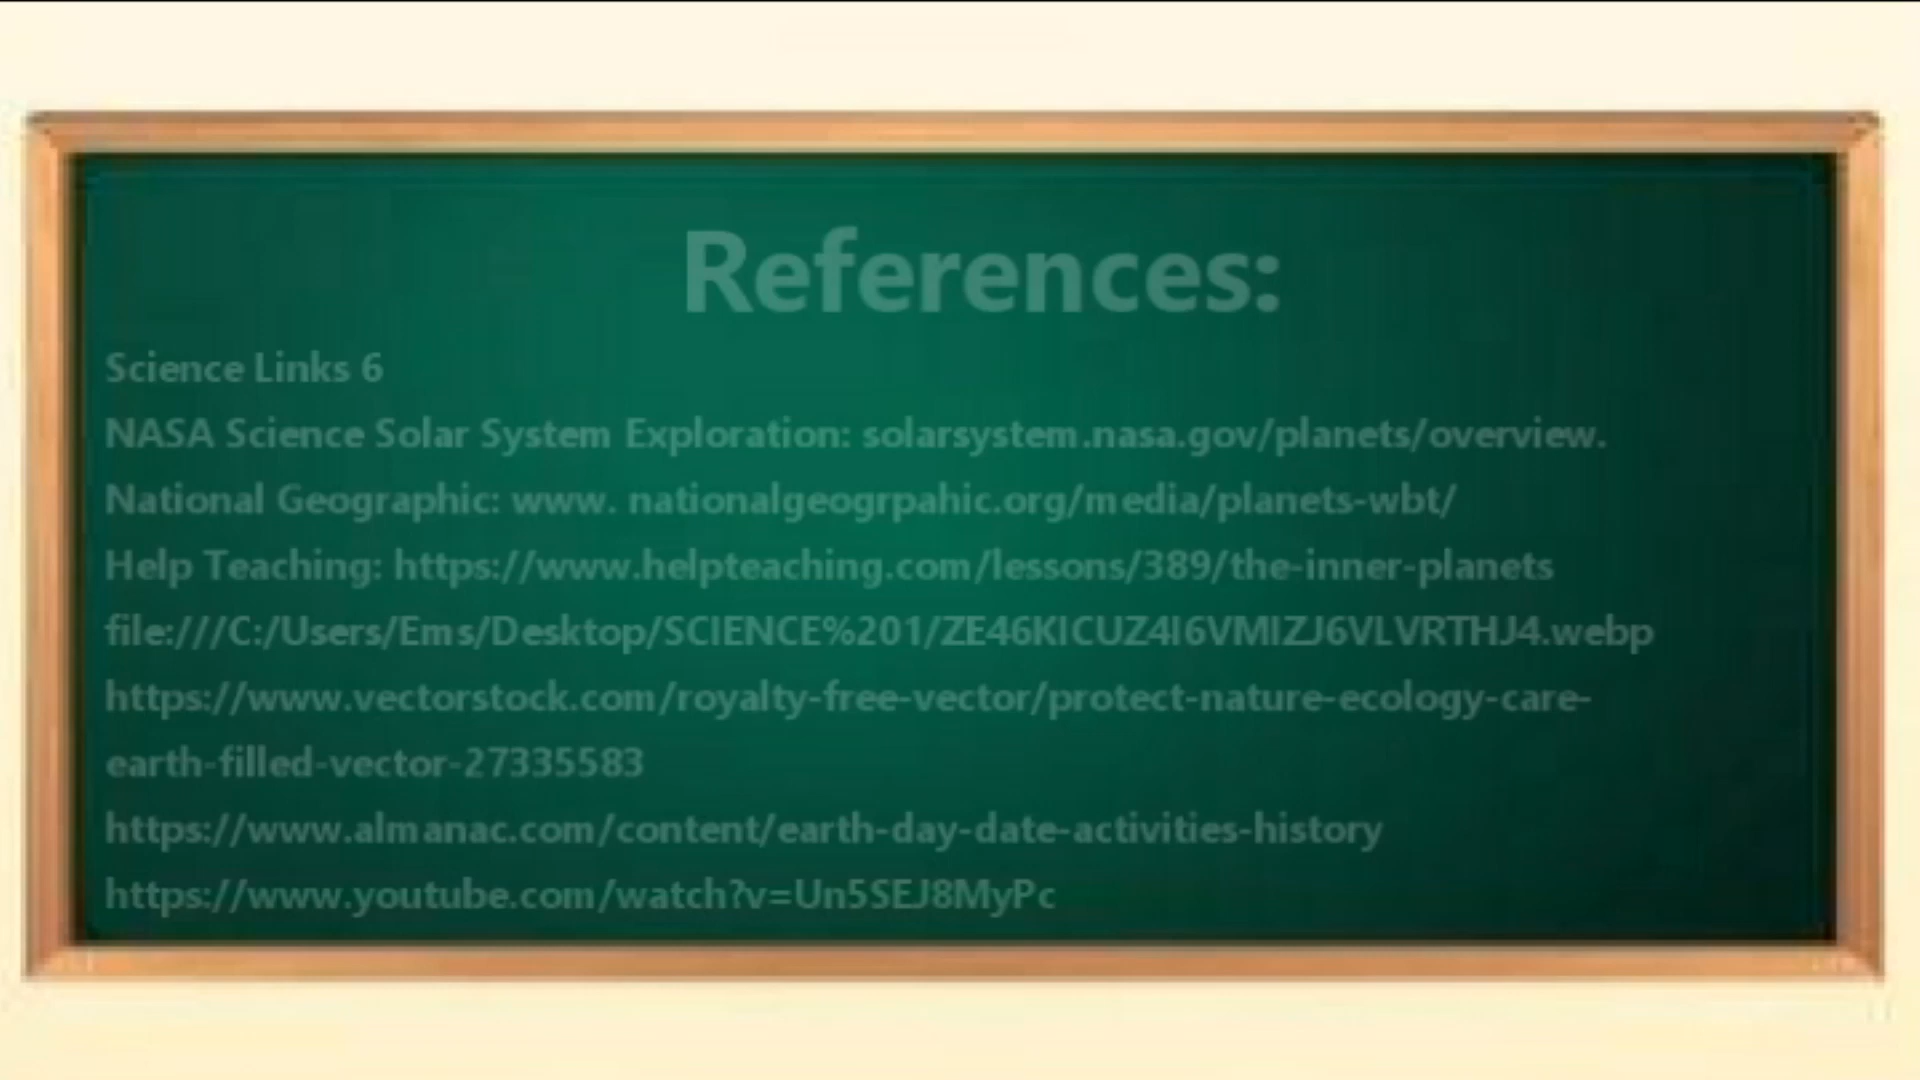 References:
Science Links 6
NASA Science Solar System Exploration: solarsystem.nasa.gov/planets/overview.
National Geographic: www. nationalgeogrpahic.org/media/planets-wbt/
Help Teaching: https://www.helpteaching.com/lessons/389/the-inner-planets
file:///C:/Users/Ems/Desktop/SCIENCE%201/ZE46KICUZ4I6VMIZJ6VLVRTHJ4.webp
https://www.vectorstock.com/royalty-free-vector/protect-nature-ecology-care-
earth-filled-vector-27335583
https://www.almanac.com/content/earth-day-date-activities-history
https://www.youtube.com/watch?v=Un5SEJ8MyPc